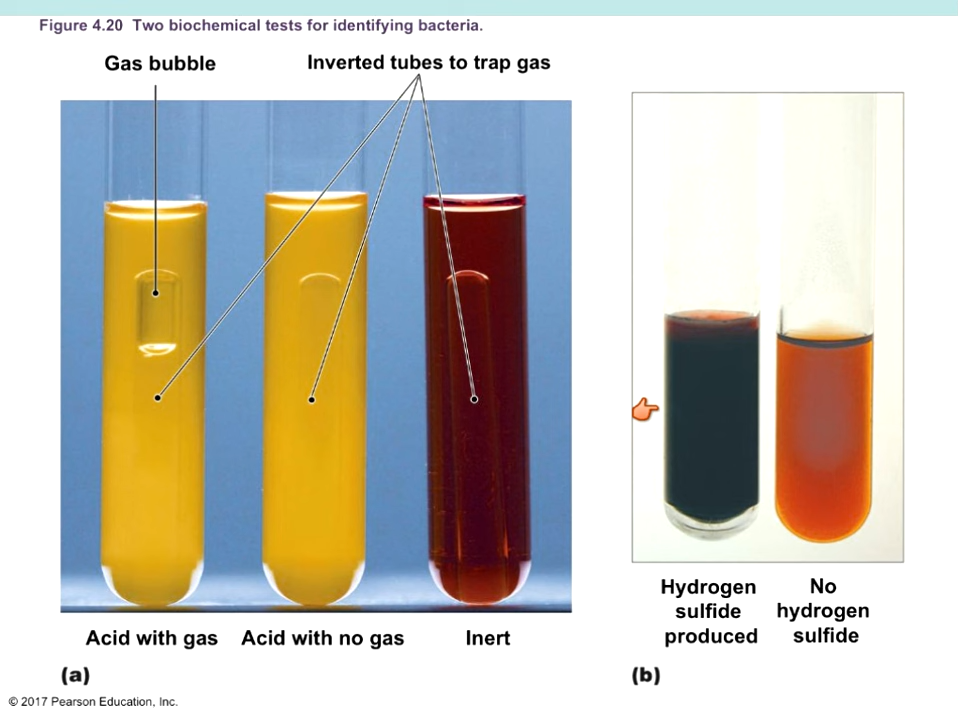 Figure 4.20 Two biochemical tests for identifying bacteria.
Gas bubble
Inverted tubes to trap gas
Acid with gas
Acid with no gas
Inert
(a)
Hydrogen
sulfide
produced
No
hydrogen
sulfide
(b)
© 2017 Pearson Education, Inc.